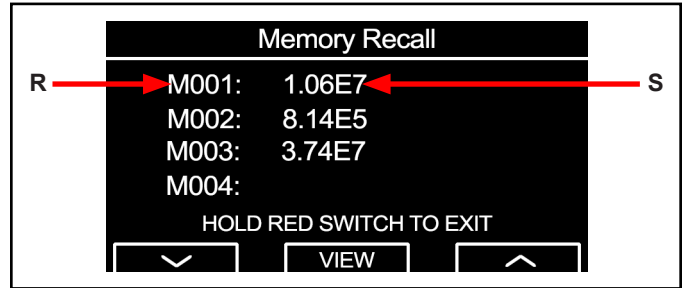 Memory Recall
R M001: 1.06E7 S
M002: 8.14E5
M003: 3.74E7
M004:
HOLD RED SWITCH TO EXIT
VIEW